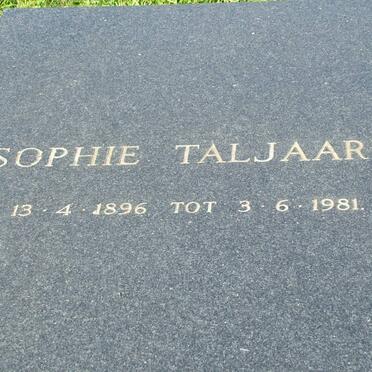 SOPHIE TALJAAR
13 · 4 · 1896 TOT 3 · 6 · 1981.